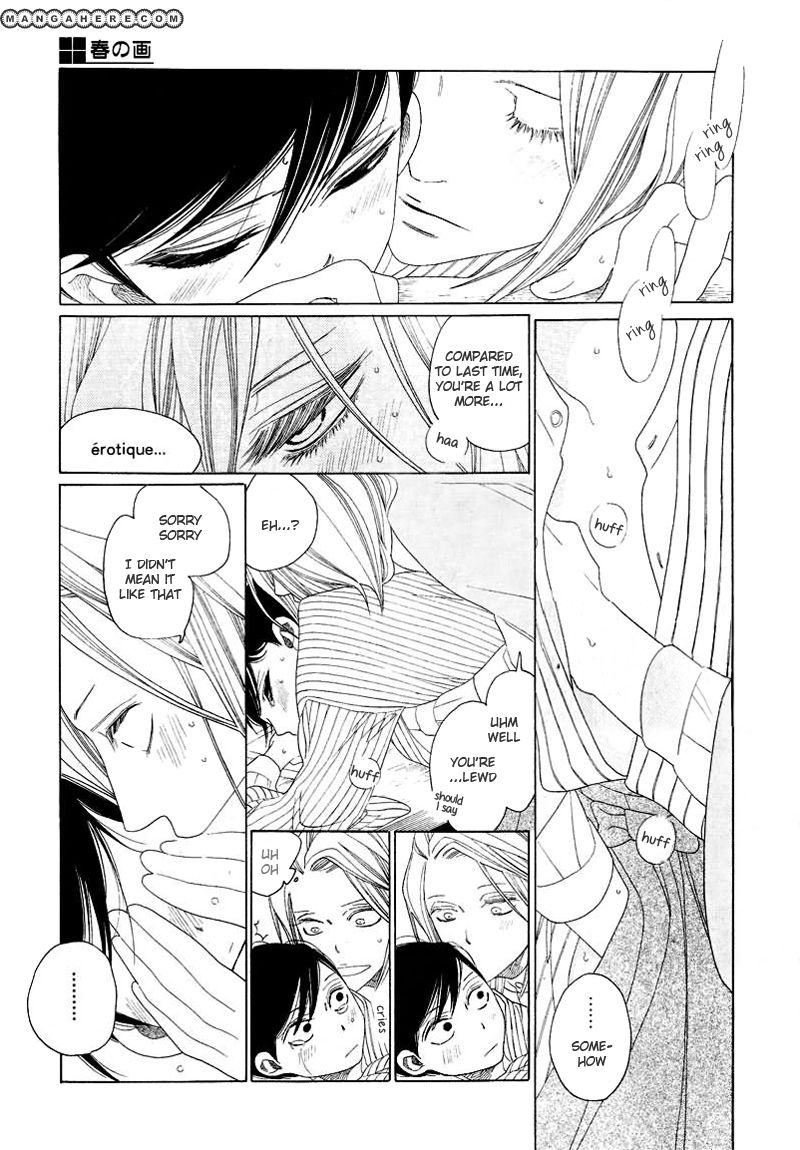 MANGAHERE.COM
春の画
ring
ring
ring
ring
huff
huff
......
SOME-
HOW
COMPARED
TO LAST TIME,
YOU'RE A LOT
MORE...
haa
érotique...
EH...?
UHM
WELL
YOU'RE
...LEWD
should
I say
huff
SORRY
SORRY
I DIDN'T
MEAN IT
LIKE THAT
.........
UH
OH
cries